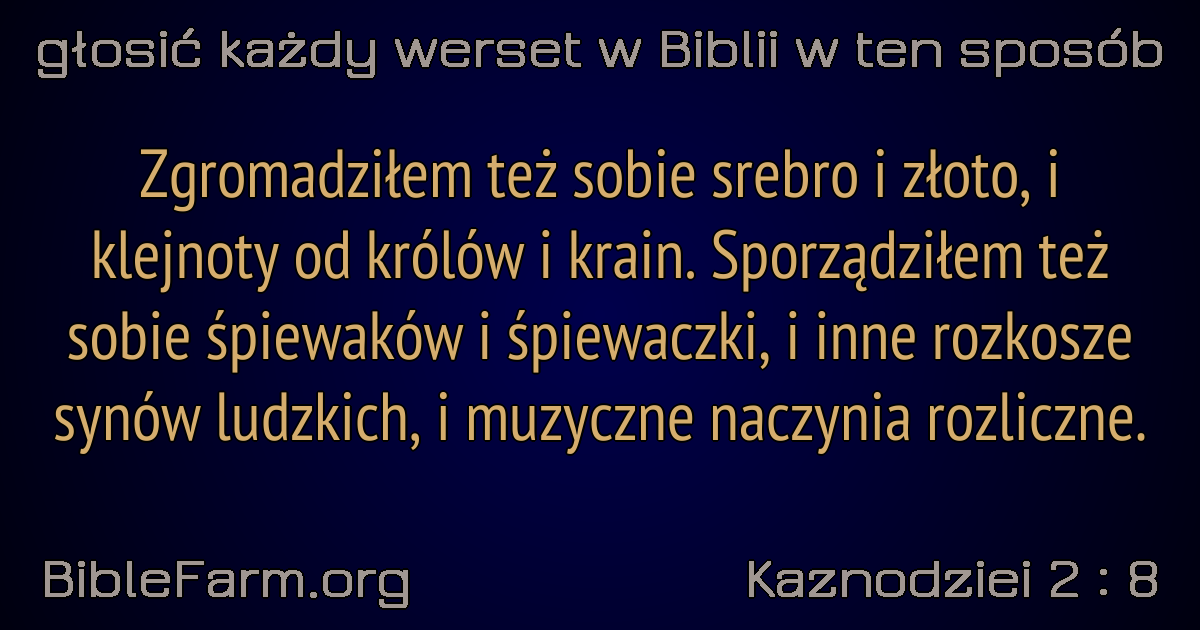 głosić każdy werset w Biblii w ten sposób
Zgromadziłem też sobie srebro i złoto, i
klejnoty od królów i krain. Sporządziłem też
sobie śpiewaków i śpiewaczki, i inne rozkosze
synów ludzkich, i muzyczne naczynia rozliczne.
BibleFarm.org
Kaznodziei 2 : 8